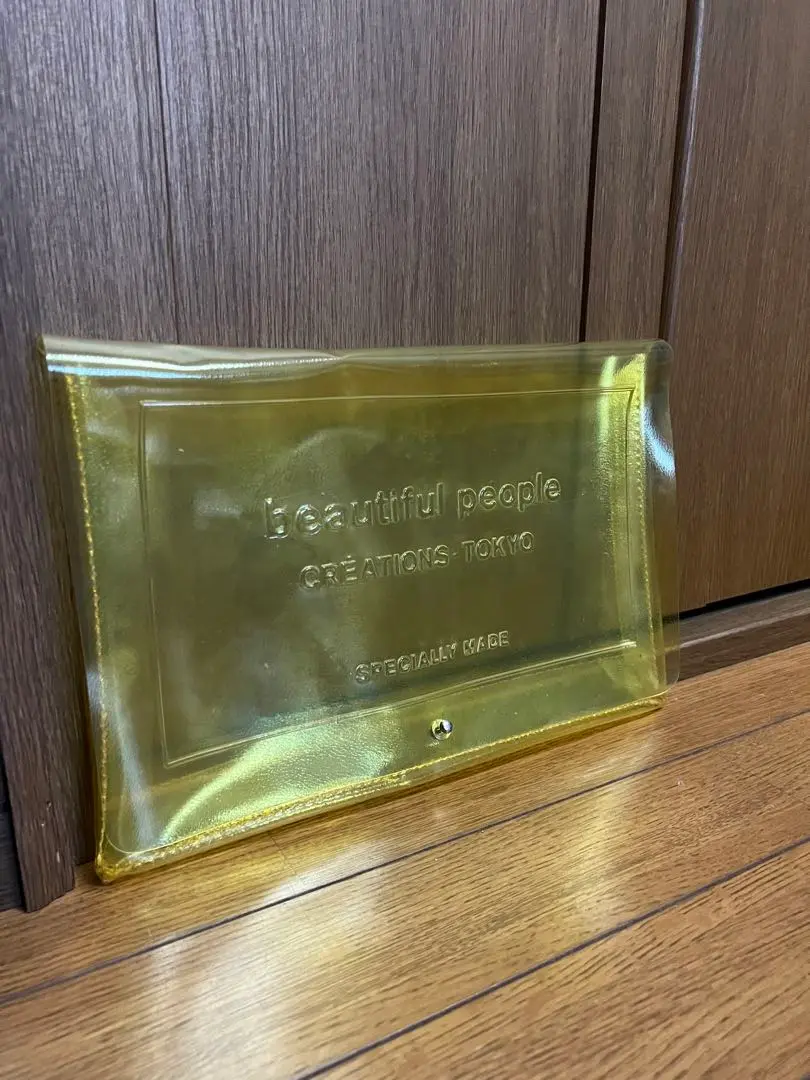 beautiful people
CRÉATIONS-TOKYO
SPECIALLY MADE